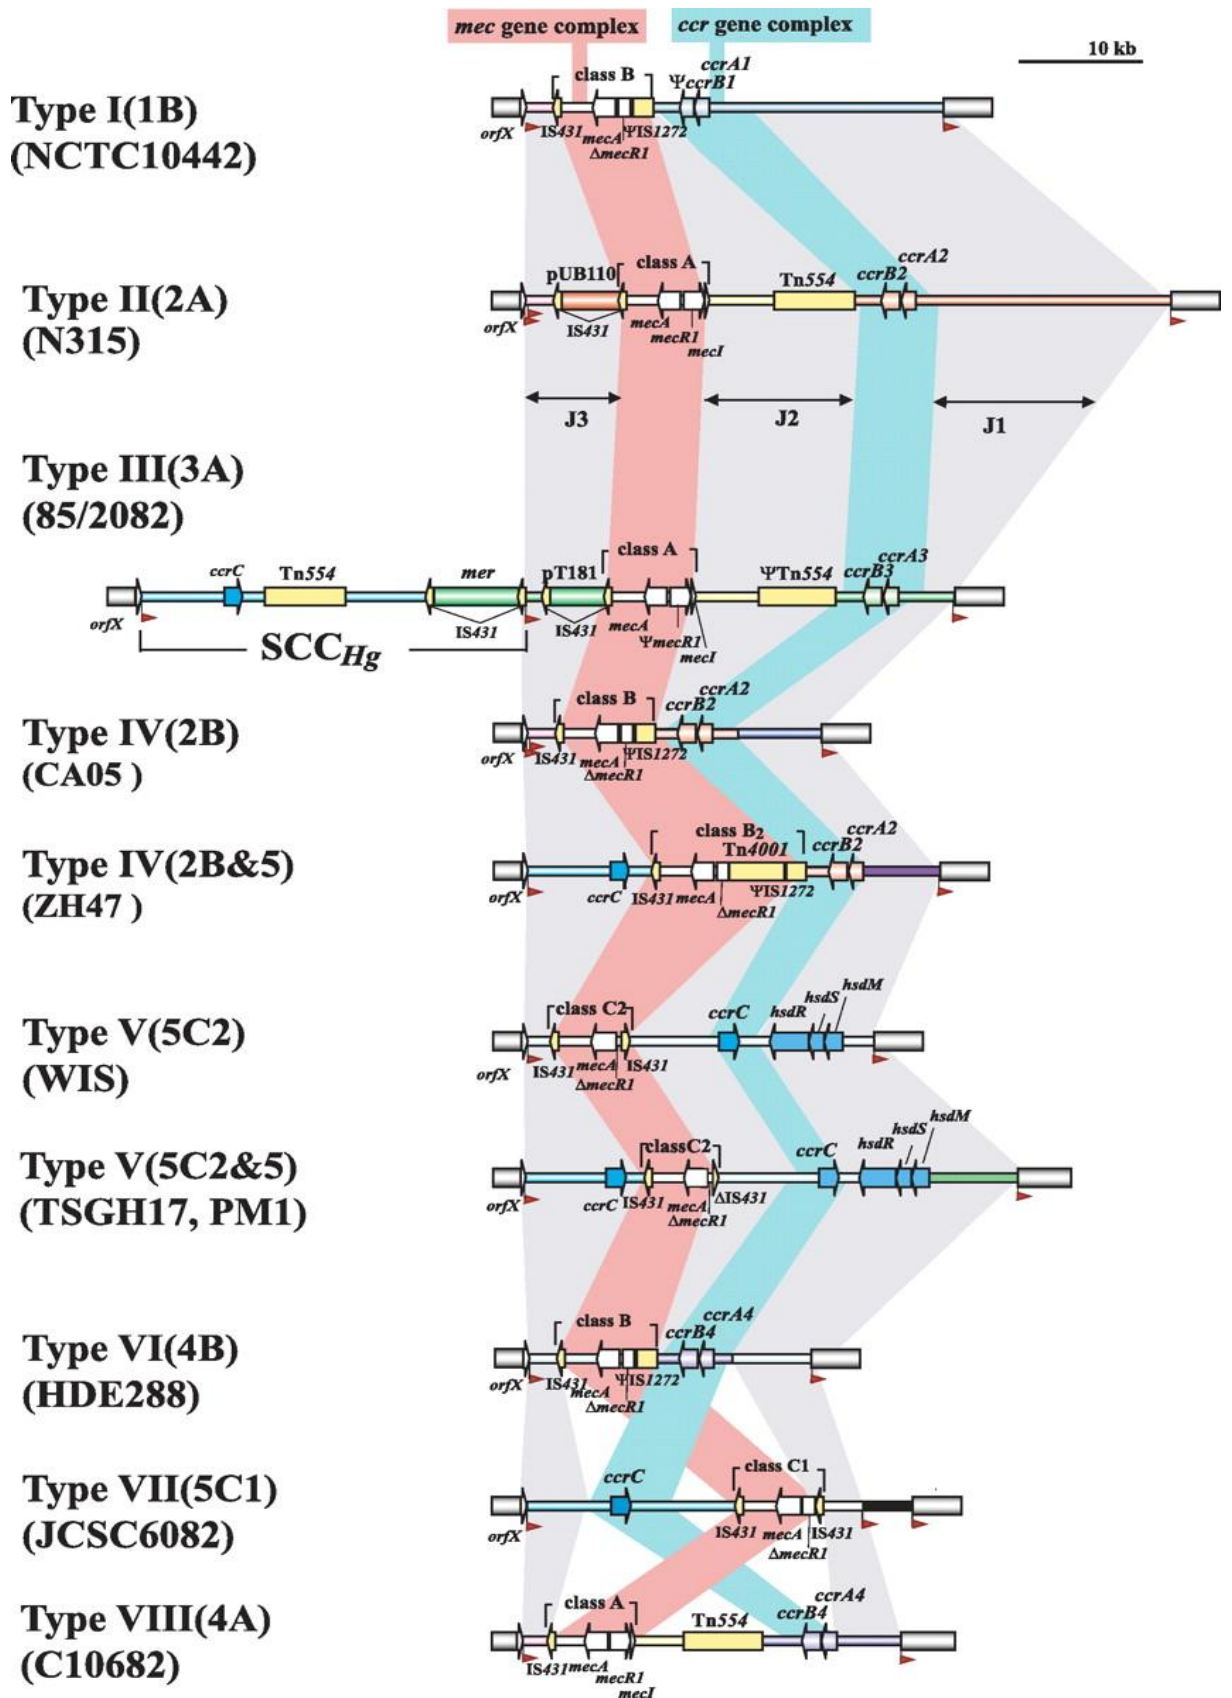 mec gene complex
ccr gene complex
10 kb
Type I(1B)
(NCTC10442)
class B
ccrA1
ΨccrB1
orfX
IS431
mecA
ΨIS1272
ΔmecR1
Type II(2A)
(N315)
pUB110
class A
Tn554
ccrB2
ccrA2
orfX
IS431
mecA
mecR1
mecI
J3
J2
J1
Type III(3A)
(85/2082)
ccrC
Tn554
mer
pT181
class A
ΨTn554
ccrB3
ccrA3
orfX
IS431
IS431
mecA
ΨmecR1
mecI
SCCHg
Type IV(2B)
(CA05 )
class B
ccrB2
ccrA2
orfX
IS431
mecA
ΨIS1272
ΔmecR1
Type IV(2B&5)
(ZH47 )
class B2
Tn4001
ccrB2
ccrA2
orfX
ccrC
IS431
mecA
ΨIS1272
ΔmecR1
Type V(5C2)
(WIS)
class C2
ccrC
hsdR
hsdS
hsdM
orfX
IS431
mecA
IS431
ΔmecR1
Type V(5C2&5)
(TSGH17, PM1)
classC2
ccrC
hsdR
hsdS
hsdM
orfX
ccrC
IS431
mecA
ΔIS431
ΔmecR1
Type VI(4B)
(HDE288)
class B
ccrB4
ccrA4
orfX
IS431
mecA
ΨIS1272
ΔmecR1
Type VII(5C1)
(JCSC6082)
ccrC
class C1
orfX
IS431
mecA
IS431
ΔmecR1
Type VIII(4A)
(C10682)
class A
Tn554
ccrB4
ccrA4
orfX
IS431
mecA
mecR1
mecI